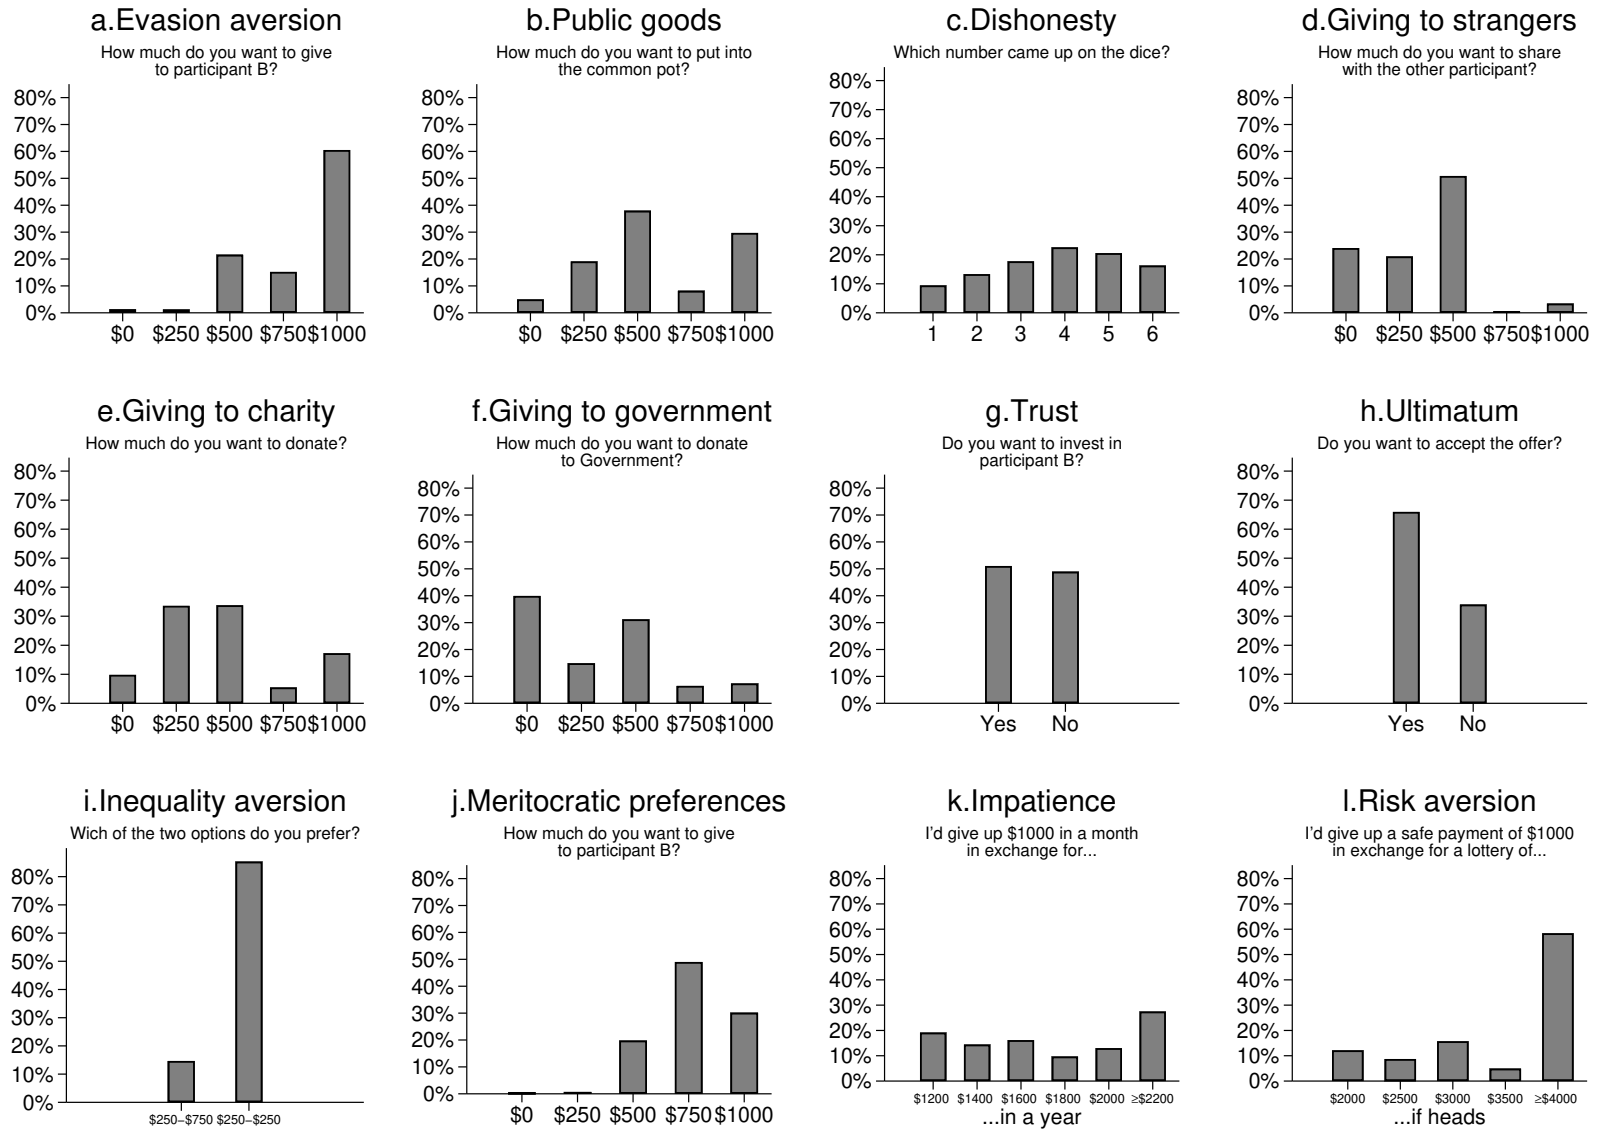 a.Evasion aversion
How much do you want to give
to participant B?
80%
70%
60%
50%
40%
30%
20%
10%
0%
$0 $250 $500 $750 $1000
b.Public goods
How much do you want to put into
the common pot?
80%
70%
60%
50%
40%
30%
20%
10%
0%
$0 $250 $500 $750 $1000
c.Dishonesty
Which number came up on the dice?
80%
70%
60%
50%
40%
30%
20%
10%
0%
1 2 3 4 5 6
d.Giving to strangers
How much do you want to share
with the other participant?
80%
70%
60%
50%
40%
30%
20%
10%
0%
$0 $250 $500 $750 $1000
e.Giving to charity
How much do you want to donate?
80%
70%
60%
50%
40%
30%
20%
10%
0%
$0 $250 $500 $750 $1000
f.Giving to government
How much do you want to donate
to Government?
80%
70%
60%
50%
40%
30%
20%
10%
0%
$0 $250 $500 $750 $1000
g.Trust
Do you want to invest in
participant B?
80%
70%
60%
50%
40%
30%
20%
10%
0%
Yes No
h.Ultimatum
Do you want to accept the offer?
80%
70%
60%
50%
40%
30%
20%
10%
0%
Yes No
i.Inequality aversion
Wich of the two options do you prefer?
80%
70%
60%
50%
40%
30%
20%
10%
0%
$250−$750 $250−$250
j.Meritocratic preferences
How much do you want to give
to participant B?
80%
70%
60%
50%
40%
30%
20%
10%
0%
$0 $250 $500 $750 $1000
k.Impatience
I'd give up $1000 in a month
in exchange for...
80%
70%
60%
50%
40%
30%
20%
10%
0%
$1200 $1400 $1600 $1800 $2000 ≥$2200
...in a year
l.Risk aversion
I'd give up a safe payment of $1000
in exchange for a lottery of...
80%
70%
60%
50%
40%
30%
20%
10%
0%
$2000 $2500 $3000 $3500 ≥$4000
...if heads